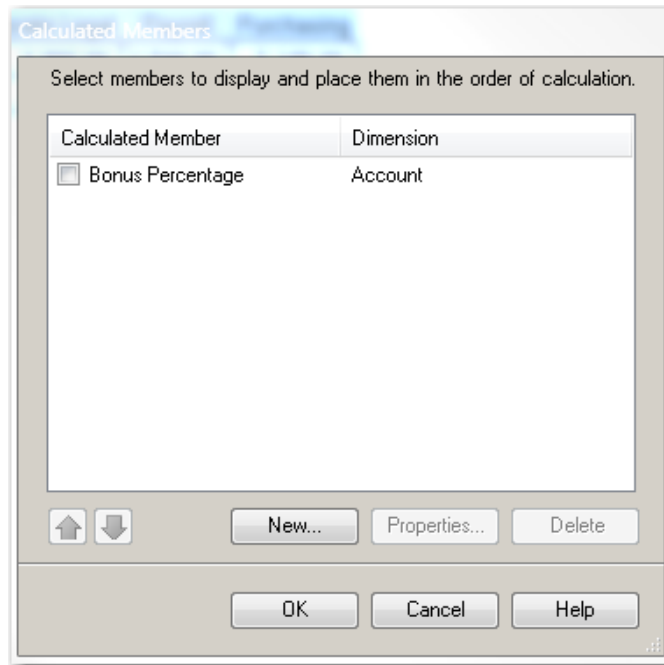 Calculated Members
Select members to display and place them in the order of calculation.
Calculated Member Dimension
Bonus Percentage Account
New... Properties... Delete
OK Cancel Help